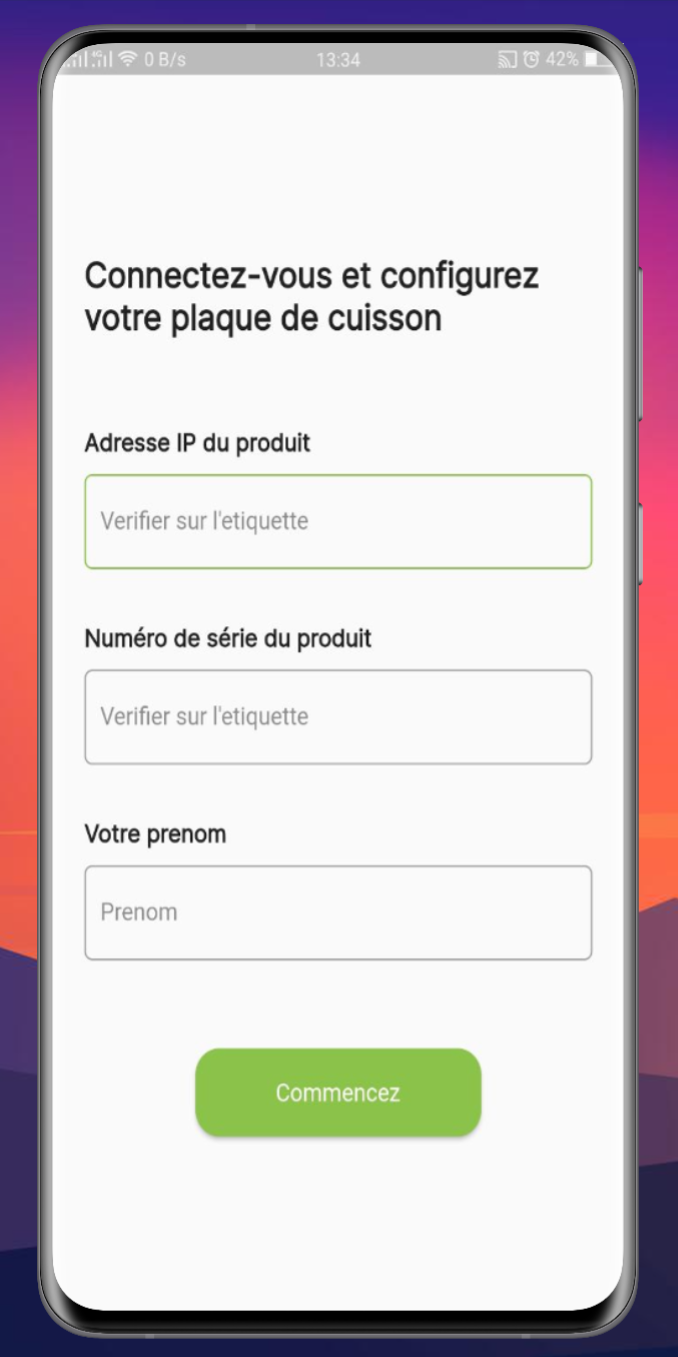 4G 0 B/s 13:34 42%
Connectez-vous et configurez
votre plaque de cuisson
Adresse IP du produit
Verifier sur l'etiquette
Numéro de série du produit
Verifier sur l'etiquette
Votre prenom
Prenom
Commencez